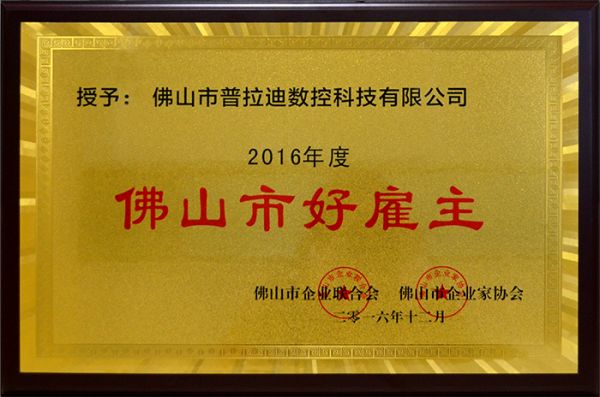 授予：佛山市普拉迪数控科技有限公司
2016年度
佛山市好雇主
佛山市企业联合会 佛山市企业家协会
二零一六年十二月